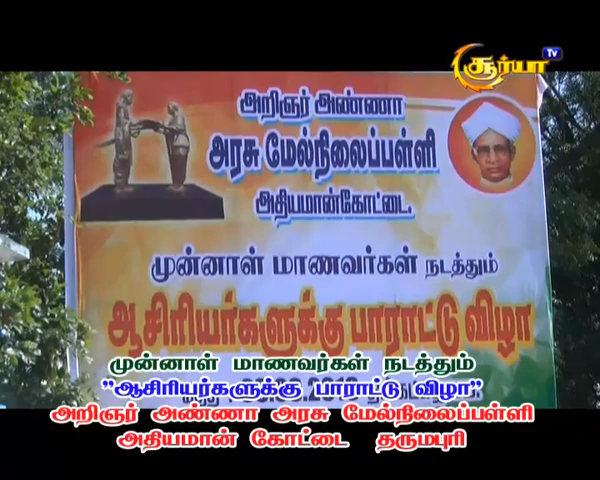 சூர்யா Tv
அறிஞர் அண்ணா
அரசு மேல்நிலைப்பள்ளி
அதியமான்கோட்டை.
முன்னாள் மாணவர்கள் நடத்தும்
ஆசிரியர்களுக்கு பாராட்டு விழா
முன்னாள் மாணவர்கள் நடத்தும்
"ஆசிரியர்களுக்கு பாராட்டு விழா"
அறிஞர் அண்ணா அரசு மேல்நிலைப்பள்ளி
அதியமான் கோட்டை தருமபுரி